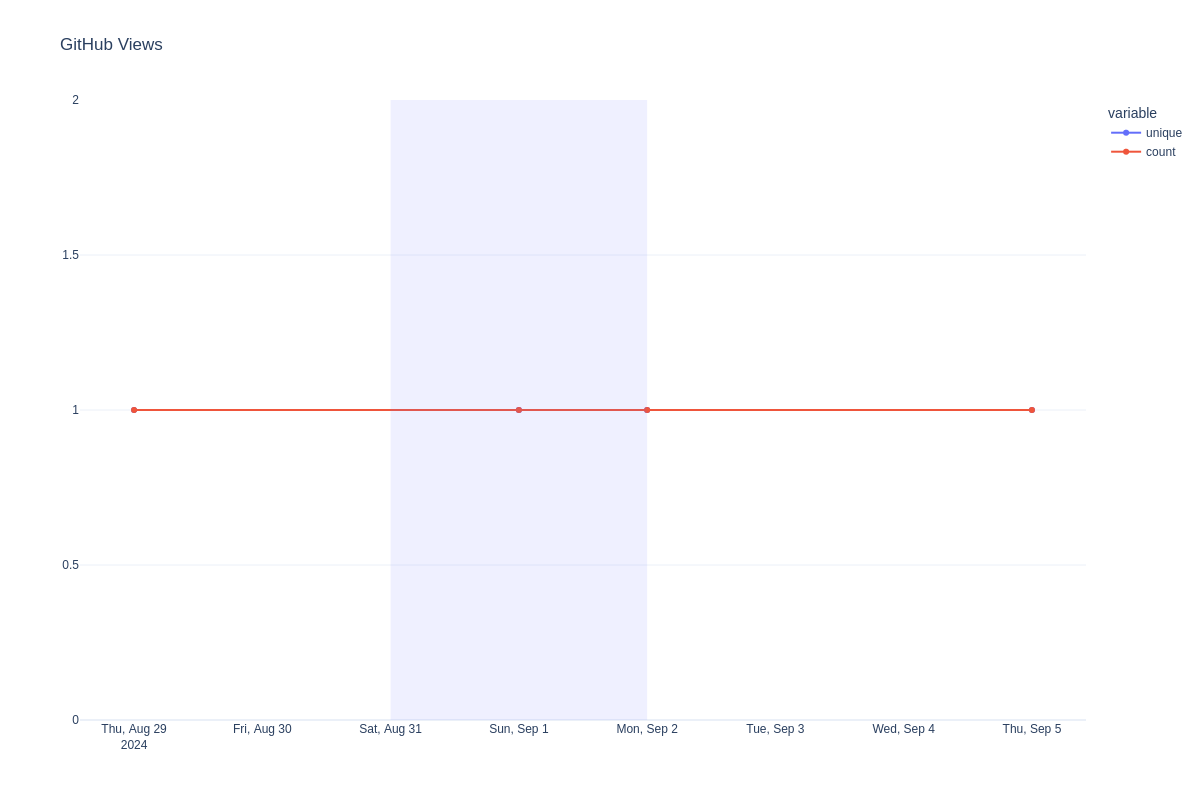 GitHub Views
variable
unique
count
2
1.5
1
0.5
0
Thu, Aug 29
2024
Fri, Aug 30
Sat, Aug 31
Sun, Sep 1
Mon, Sep 2
Tue, Sep 3
Wed, Sep 4
Thu, Sep 5